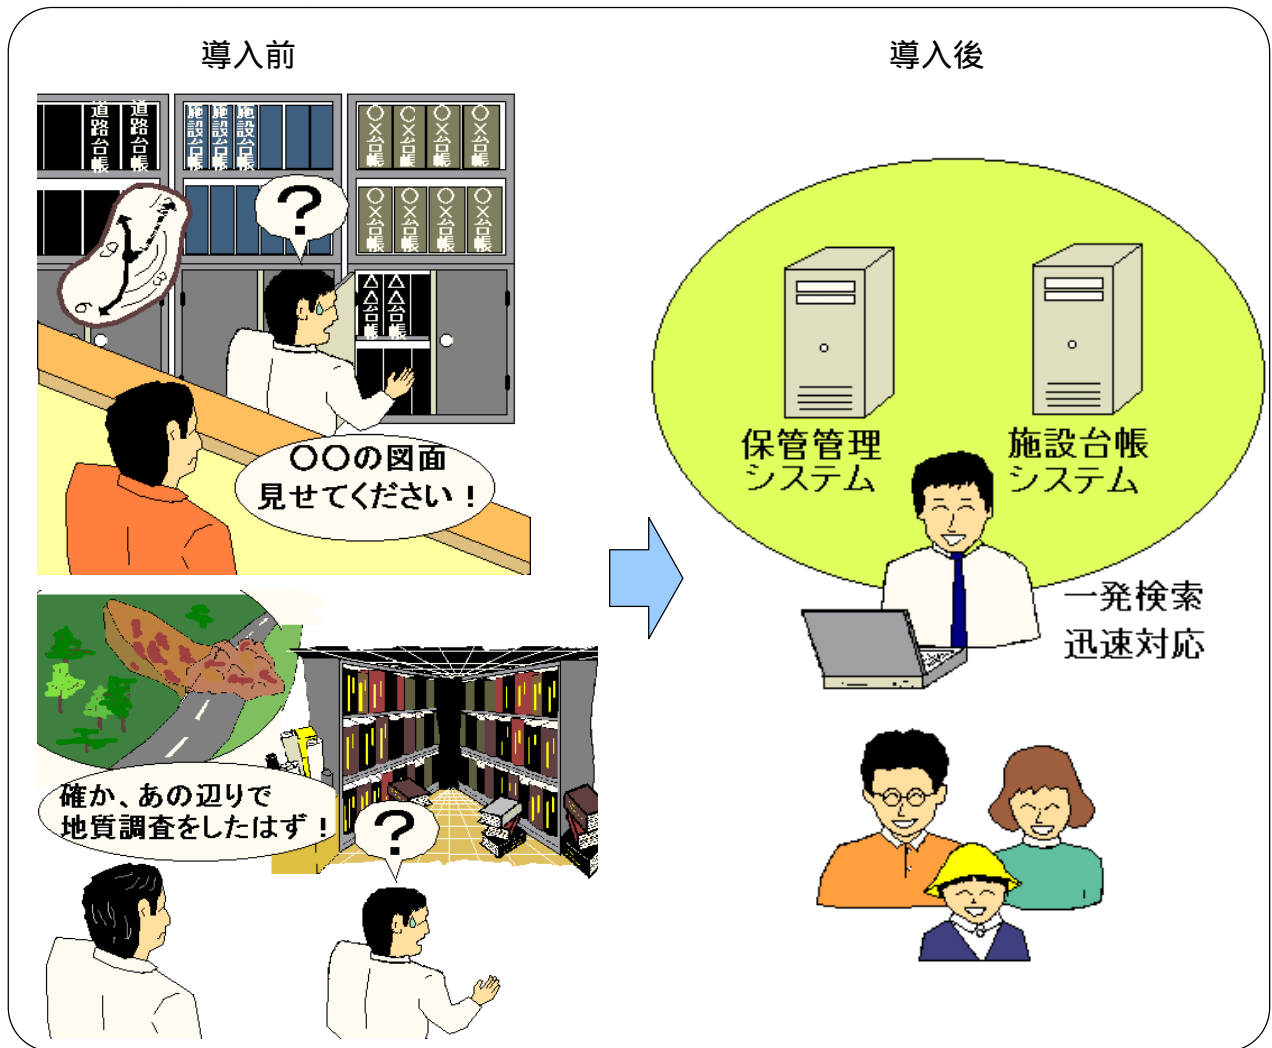 導入前
導入後
道路台帳
道路台帳
施設台帳
施設台帳
施設台帳
○×台帳
○×台帳
○×台帳
○×台帳
○×台帳
○×台帳
○×台帳
○×台帳
?
△△台帳
△△台帳
○○の図面
見せてください!
保管管理
システム
施設台帳
システム
一発検索
迅速対応
確か、あの辺りで
地質調査をしたはず!
?